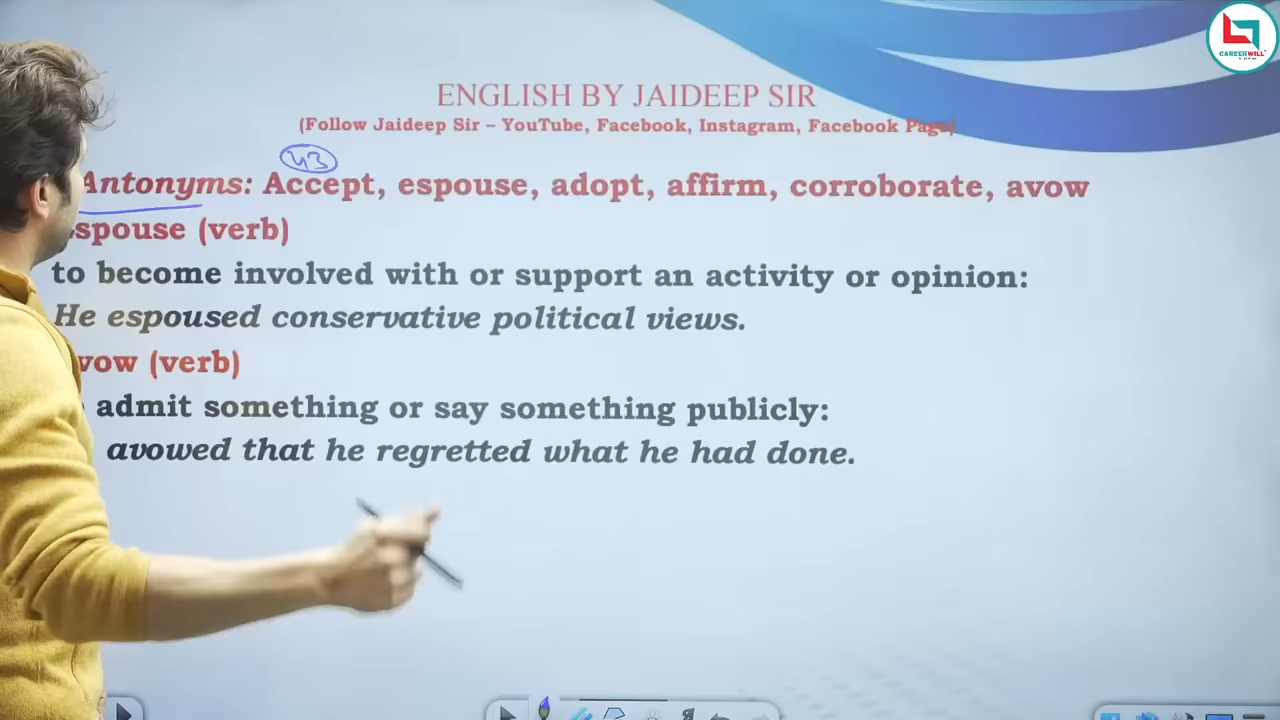 CAREERWILL
ENGLISH BY JAIDEEP SIR
(Follow Jaideep Sir – YouTube, Facebook, Instagram, Facebook Page)
43
Antonyms: Accept, espouse, adopt, affirm, corroborate, avow
spouse (verb)
to become involved with or support an activity or opinion:
He espoused conservative political views.
vow (verb)
admit something or say something publicly:
avowed that he regretted what he had done.